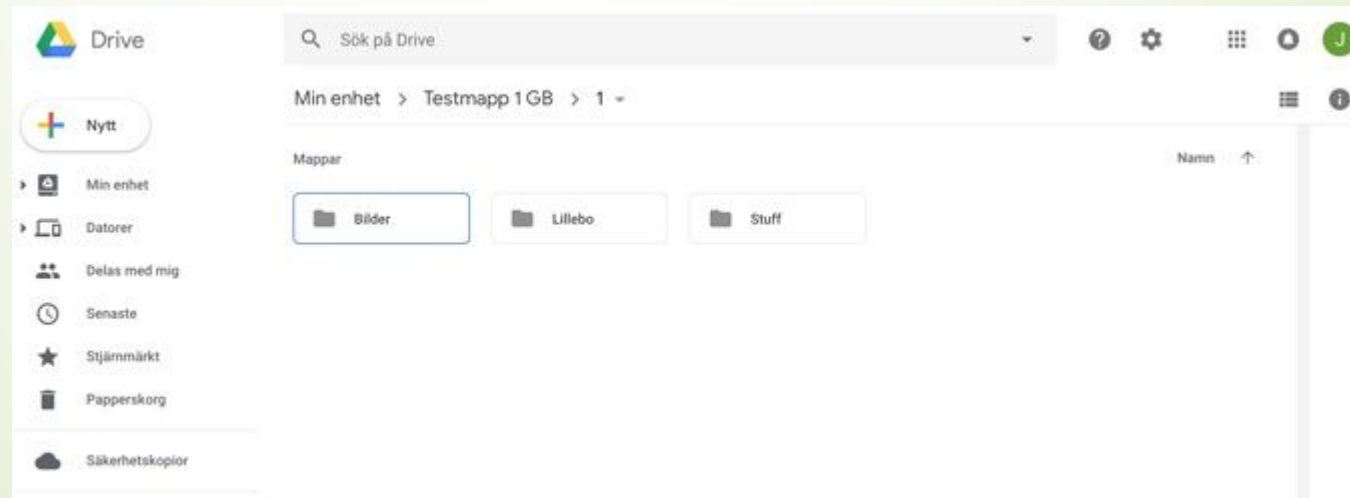 Drive
Sök på Drive
J
Min enhet > Testmapp 1 GB > 1
Nytt
Mappar
Namn
Min enhet
Datorer
Delas med mig
Senaste
Stjärnmärkt
Papperskorg
Säkerhetskopior
Bilder
Lillebo
Stuff